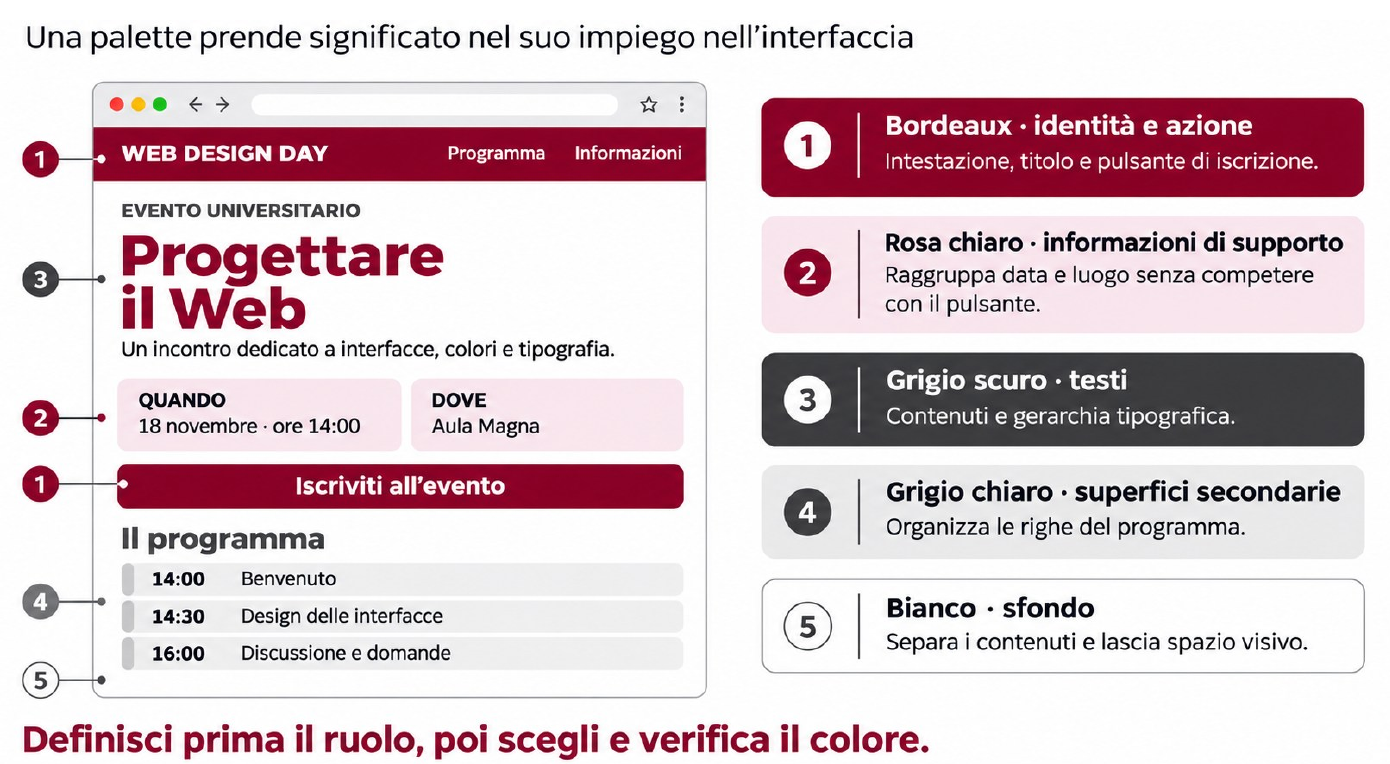 Una palette prende significato nel suo impiego nell'interfaccia
1
WEB DESIGN DAY
Programma
Informazioni
EVENTO UNIVERSITARIO
3
Progettare
il Web
Un incontro dedicato a interfacce, colori e tipografia.
2
QUANDO
18 novembre · ore 14:00
DOVE
Aula Magna
1
Iscriviti all'evento
Il programma
4
14:00 Benvenuto
14:30 Design delle interfacce
16:00 Discussione e domande
5
1
Bordeaux · identità e azione
Intestazione, titolo e pulsante di iscrizione.
2
Rosa chiaro · informazioni di supporto
Raggruppa data e luogo senza competere
con il pulsante.
3
Grigio scuro · testi
Contenuti e gerarchia tipografica.
4
Grigio chiaro · superfici secondarie
Organizza le righe del programma.
5
Bianco · sfondo
Separa i contenuti e lascia spazio visivo.
Definisci prima il ruolo, poi scegli e verifica il colore.